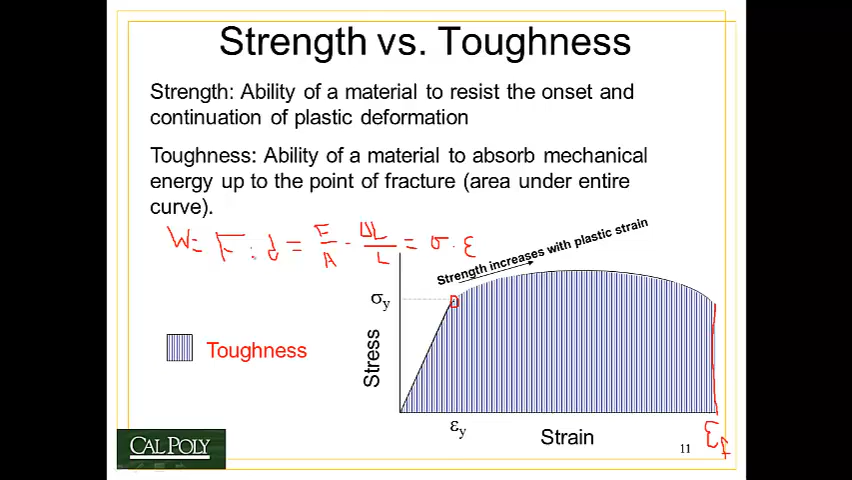 Strength vs. Toughness
Strength: Ability of a material to resist the onset and
continuation of plastic deformation
Toughness: Ability of a material to absorb mechanical
energy up to the point of fracture (area under entire
curve).
W = F · d = F/A · ΔL/L = σ · ε
Strength increases with plastic strain
σy
Toughness
Stress
εy
Strain
εf
CAL POLY
11